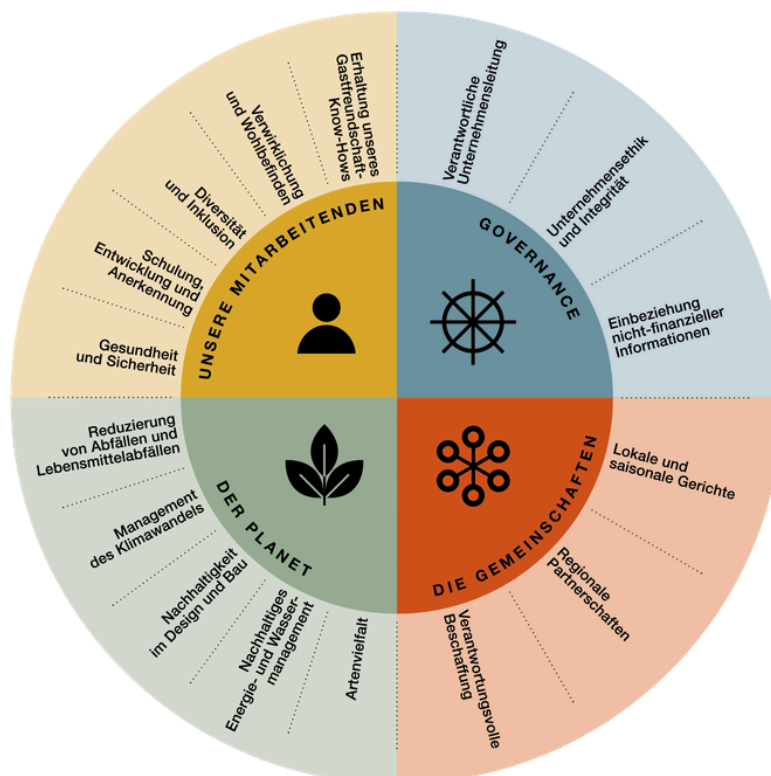 UNSERE MITARBEITENDEN
Erhaltung unseres
Gastfreundschaft-
Know-Hows
Verwirklichung
und Wohlbefinden
Diversität
und Inklusion
Schulung,
Entwicklung und
Anerkennung
Gesundheit
und Sicherheit
GOVERNANCE
Verantwortliche
Unternehmensleitung
Unternehmensethik
und Integrität
Einbeziehung
nicht-finanzieller
Informationen
DIE GEMEINSCHAFTEN
Lokale und
saisonale Gerichte
Regionale
Partnerschaften
Verantwortungsvolle
Beschaffung
DER PLANET
Reduzierung
von Abfällen und
Lebensmittelabfällen
Management
des Klimawandels
Nachhaltigkeit
im Design und Bau
Nachhaltiges
Energie- und Wasser-
management
Artenvielfalt